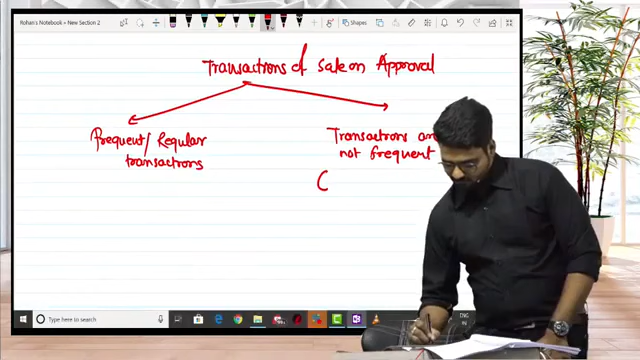 Rohan's Notebook » New Section 2
Shapes
Transactions of Sale on Approval
Frequent/Regular
transactions
Transactions are
not frequent
(
Type here to search
ENG